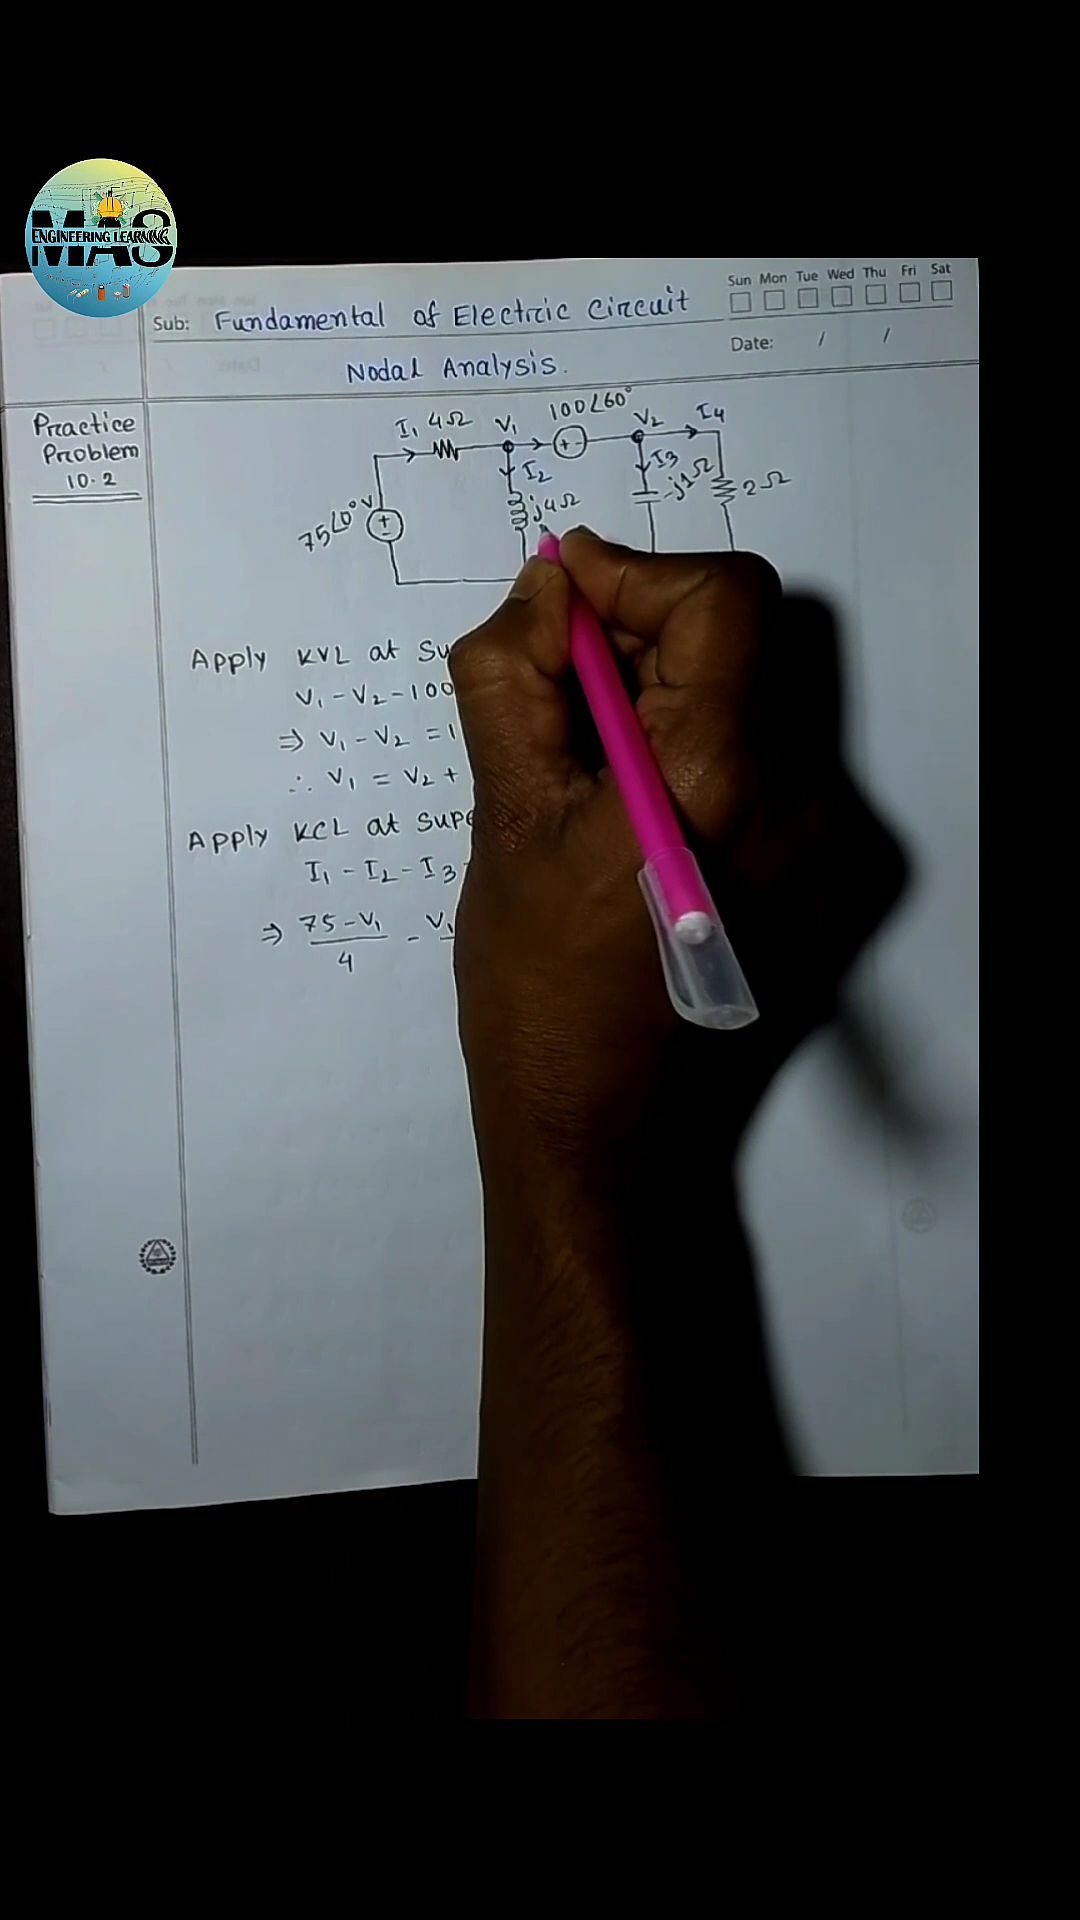 MAS
ENGINEERING LEARNING
Sun Mon Tue Wed Thu Fri Sat
Sub: Fundamental of Electric Circuit
Date: / /
Nodal Analysis.
Practice
Problem
10.2
I₁ 4Ω V₁ 100∠60° V₂ I₄
I₂ I₃
75∠0° V + - j4Ω + - -j1Ω 2Ω
Apply KVL at Su
V₁ - V₂ - 100
⇒ V₁ - V₂ = 1
∴ V₁ = V₂ +
Apply KCL at Supe
I₁ - I₂ - I₃
⇒ 75 - V₁ / 4 - V₁